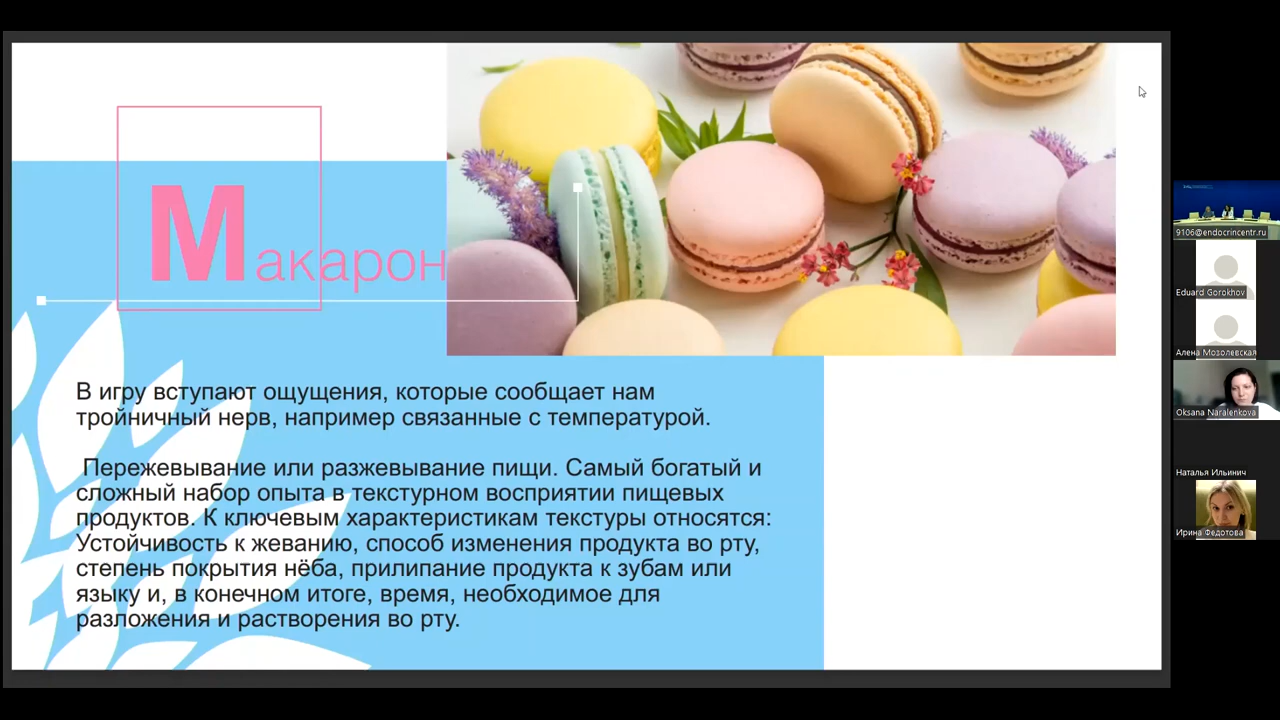 Макарон
В игру вступают ощущения, которые сообщает нам
тройничный нерв, например связанные с температурой.
Пережевывание или разжевывание пищи. Самый богатый и
сложный набор опыта в текстурном восприятии пищевых
продуктов. К ключевым характеристикам текстуры относятся:
Устойчивость к жеванию, способ изменения продукта во рту,
степень покрытия нёба, прилипание продукта к зубам или
языку и, в конечном итоге, время, необходимое для
разложения и растворения во рту.
9106@endocrincentr.ru
Eduard Gorokhov
Алена Мозолевская
Oksana Naralenkova
Наталья Ильинич
Ирина Федотова